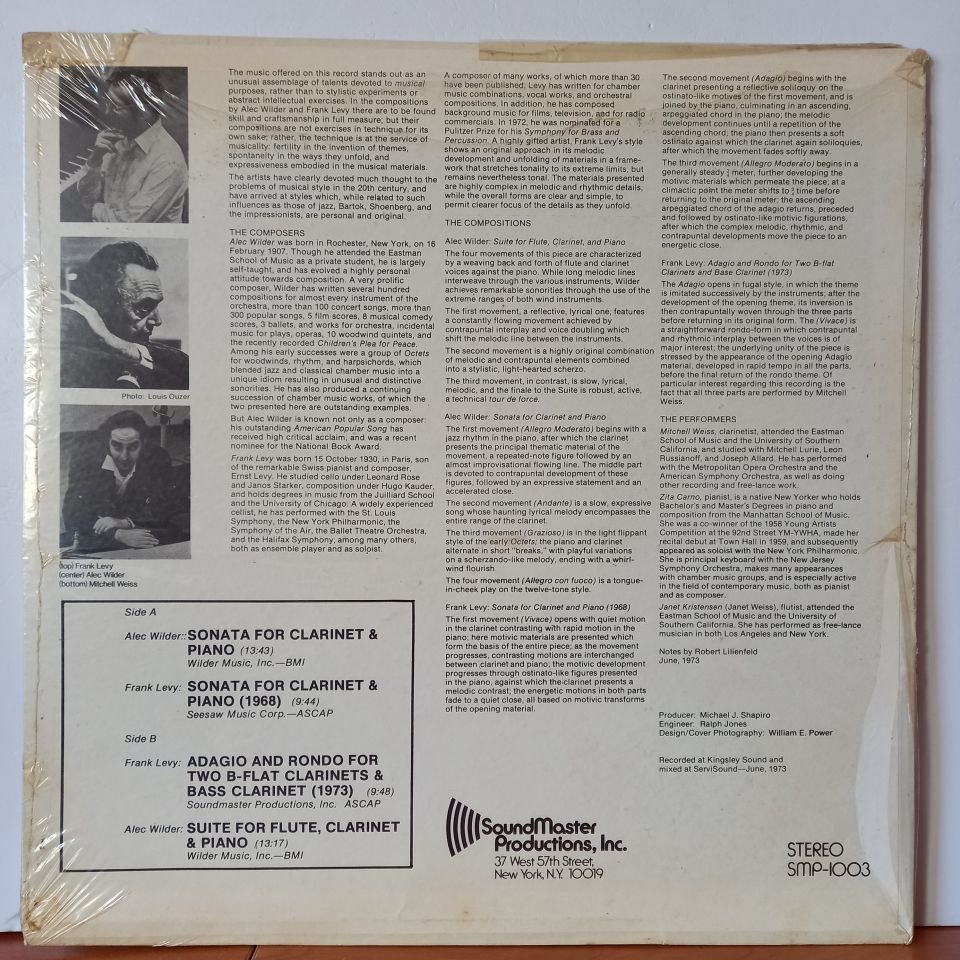 The music offered on this record stands out as an
unusual assemblage of talents devoted to musical
purposes, rather than to stylistic experiments or
abstract intellectual exercises. In the compositions
by Alec Wilder and Frank Levy there are to be found
skill and craftsmanship in full measure; but their
compositions are not exercises in technique for its
own sake; rather, the technique is at the service of
musicality: fertility in the invention of themes,
spontanity in the ways they unfold, and
expressiveness embodied in the musical materials.
The artists have clearly devoted much thought to the
problems of musical style in the 20th century, and
have arrived at styles which, while related to such
influences as those of jazz, Bartok, Shoenberg, and
the impressionists, are personal and original.
THE COMPOSERS
Alec Wilder was born in Rochester, New York, on 16
February 1907. Though he attended the Eastman
School of Music as a private student, he is largely
self-taught, and has evolved a highly personal
attitude towards composition. A very prolific
composer, Wilder has written several hundred
compositions for almost every instrument of the
orchestra, more than 100 concert songs, more than
300 popular songs, 5 film scores, 8 musical comedy
scores, 3 ballets, and works for orchestra, incidental
music for plays, operas, 10 woodwind quintets, and
the recently recorded Children's Plea for Peace.
Among his early successes were a group of Octets
for woodwinds, rhythm, and harpsichords, which
blended jazz and classical chamber music into a
unique idiom resulting in unusual and distinctive
sonorities. He has also produced a continuing
succession of chamber music works, of which the
two presented here are outstanding examples.
But Alec Wilder is known not only as a composer:
his outstanding American Popular Song has
received high critical acclaim, and was a recent
nominee for the National Book Award.
Frank Levy was born 15 October 1930, in Paris, son
of the remarkable Swiss pianist and composer,
Ernst Levy. He studied cello under Leonard Rose
and Janos Starker, composition under Hugo Kauder,
and holds degrees in music from the Juilliard School
and the University of Chicago. A widely experienced
cellist, he has performed with the St. Louis
Symphony, the New York Philharmonic, the
Symphony of the Air, the Ballet Theatre Orchestra,
and the Halifax Symphony, among many others,
both as ensemble player and as soloist.
Photo: Louis Ouzer
(top) Frank Levy
(center) Alec Wilder
(bottom) Mitchell Weiss
Side A
Alec Wilder:: SONATA FOR CLARINET &
PIANO (13:43)
Wilder Music, Inc.—BMI
Frank Levy: SONATA FOR CLARINET &
PIANO (1968) (9:44)
Seesaw Music Corp.—ASCAP
Side B
Frank Levy: ADAGIO AND RONDO FOR
TWO B-FLAT CLARINETS &
BASS CLARINET (1973) (9:48)
Soundmaster Productions, Inc. ASCAP
Alec Wilder: SUITE FOR FLUTE, CLARINET
& PIANO (13:17)
Wilder Music, Inc.—BMI
A composer of many works, of which more than 30
have been published, Levy has written for chamber
music combinations, vocal works, and orchestral
compositions. In addition, he has composed
background music for films, television, and for radio
commercials. In 1972, he was nominated for a
Pulitzer Prize for his Symphony for Brass and
Percussion. A highly gifted artist, Frank Levy's style
shows an original approach in its melodic
development and unfolding of materials in a frame-
work that stretches tonality to its extreme limits, but
remains nevertheless tonal. The materials presented
are highly complex in melodic and rhythmic details,
while the overall forms are clear and simple, to
permit clearer focus of the details as they unfold.
THE COMPOSITIONS
Alec Wilder: Suite for Flute, Clarinet, and Piano
The four movements of this piece are characterized
by a weaving back and forth of flute and clarinet
voices against the piano. While long melodic lines
interweave through the various instruments, Wilder
achieves remarkable sonorities through the use of the
extreme ranges of both wind instruments.
The first movement, a reflective, lyrical one, features
a constantly flowing movement achieved by
contrapuntal interplay and voice doubling which
shift the melodic line between the instruments.
The second movement is a highly original combination
of melodic and contrapuntal elements combined
into a stylistic, light-hearted scherzo.
The third movement, in contrast, is slow, lyrical,
melodic, and the finale to the Suite is robust, active,
a technical tour de force.
Alec Wilder: Sonata for Clarinet and Piano
The first movement (Allegro Moderato) begins with a
jazz rhythm in the piano, after which the clarinet
presents the principal thematic material of the
movement, a repeated-note figure followed by an
almost improvisational flowing line. The middle part
is devoted to contrapuntal development of these
figures, followed by an expressive statement and an
accelerated close.
The second movement (Andante) is a slow, expressive
song whose haunting lyrical melody encompasses the
entire range of the clarinet.
The third movement (Grazioso) is in the light flippant
style of the early Octets; the piano and clarinet
alternate in short "breaks," with playful variations
on a scherzando-like melody, ending with a whirl-
wind flourish.
The four movement (Allegro con fuoco) is a tongue-
in-cheek play on the twelve-tone style.
Frank Levy: Sonata for Clarinet and Piano (1968)
The first movement (Vivace) opens with quiet motion
in the clarinet contrasting with rapid motion in the
piano; here motivic materials are presented which
form the basis of the entire piece; as the movement
progresses, contrasting motions are interchanged
between clarinet and piano; the motivic development
progresses through ostinato-like figures presented
in the piano, against which the clarinet presents a
melodic contrast; the energetic motions in both parts
fade to a quiet close, all based on motivic transforms
of the opening material.
SoundMaster
Productions, Inc.
37 West 57th Street,
New York, N.Y. 10019
The second movement (Adagio) begins with the
clarinet presenting a reflective soliloquy on the
ostinato-like motives of the first movement, and is
joined by the piano, culminating in an ascending,
arpeggiated chord in the piano; the melodic
development continues until a repetition of the
ascending chord; the piano then presents a soft
ostinato against which the clarinet again soliloquies,
after which the movement fades softly away.
The third movement (Allegro Moderato) begins in a
generally steady meter, further developing the
motivic materials which permeate the piece; at a
climactic point the meter shifts to time before
returning to the original meter; the ascending
arpeggiated chord of the adagio returns, preceded
and followed by ostinato-like motivic figurations,
after which the complex melodic, rhythmic, and
contrapuntal developments move the piece to an
energetic close.
Frank Levy: Adagio and Rondo for Two B-flat
Clarinets and Base Clarinet (1973)
The Adagio opens in fugal style, in which the theme
is imitated successively by the instruments; after the
development of the opening theme, its inversion is
then contrapuntally woven through the three parts
before returning in its original form. The (Vivace) is
a straightforward rondo-form in which contrapuntal
and rhythmic interplay between the voices is of
major interest; the underlying unity of the piece is
stressed by the appearance of the opening Adagio
material, developed in rapid tempo in all the parts,
before the final return of the rondo theme. Of
particular interest regarding this recording is the
fact that all three parts are performed by Mitchell
Weiss.
THE PERFORMERS
Mitchell Weiss, clarinetist, attended the Eastman
School of Music and the University of Southern
California, and studied with Mitchell Lurie, Leon
Russianoff, and Joseph Allard. He has performed
with the Metropolitan Opera Orchestra and the
American Symphony Orchestra, as well as doing
other recording and free-lance work.
Zita Carno, pianist, is a native New Yorker who holds
Bachelor's and Master's Degrees in piano and
composition from the Manhattan School of Music.
She was a co-winner of the 1958 Young Artists
Competition at the 92nd Street YM-YWHA, made her
recital debut at Town Hall in 1959, and subsequently
appeared as soloist with the New York Philharmonic.
She is principal keyboard with the New Jersey
Symphony Orchestra, makes many appearances
with chamber music groups, and is especially active
in the field of contemporary music, both as pianist
and as composer.
Janet Kristensen (Janet Weiss), flutist, attended the
Eastman School of Music and the University of
Southern California. She has performed as free-lance
musician in both Los Angeles and New York.
Notes by Robert Lilienfeld
June, 1973
Producer: Michael J. Shapiro
Engineer: Ralph Jones
Design/Cover Photography: William E. Power
Recorded at Kingsley Sound and
mixed at ServiSound—June, 1973
STEREO
SMP-1003